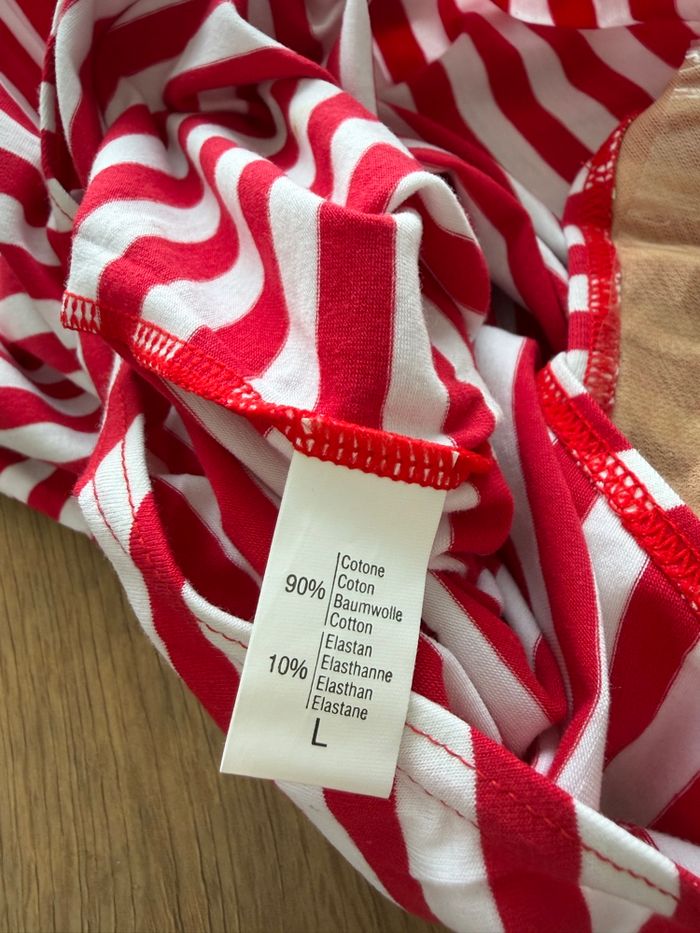 90%
Cotone
Coton
Baumwolle
Cotton
10%
Elastan
Elasthanne
Elasthan
Elastane
L